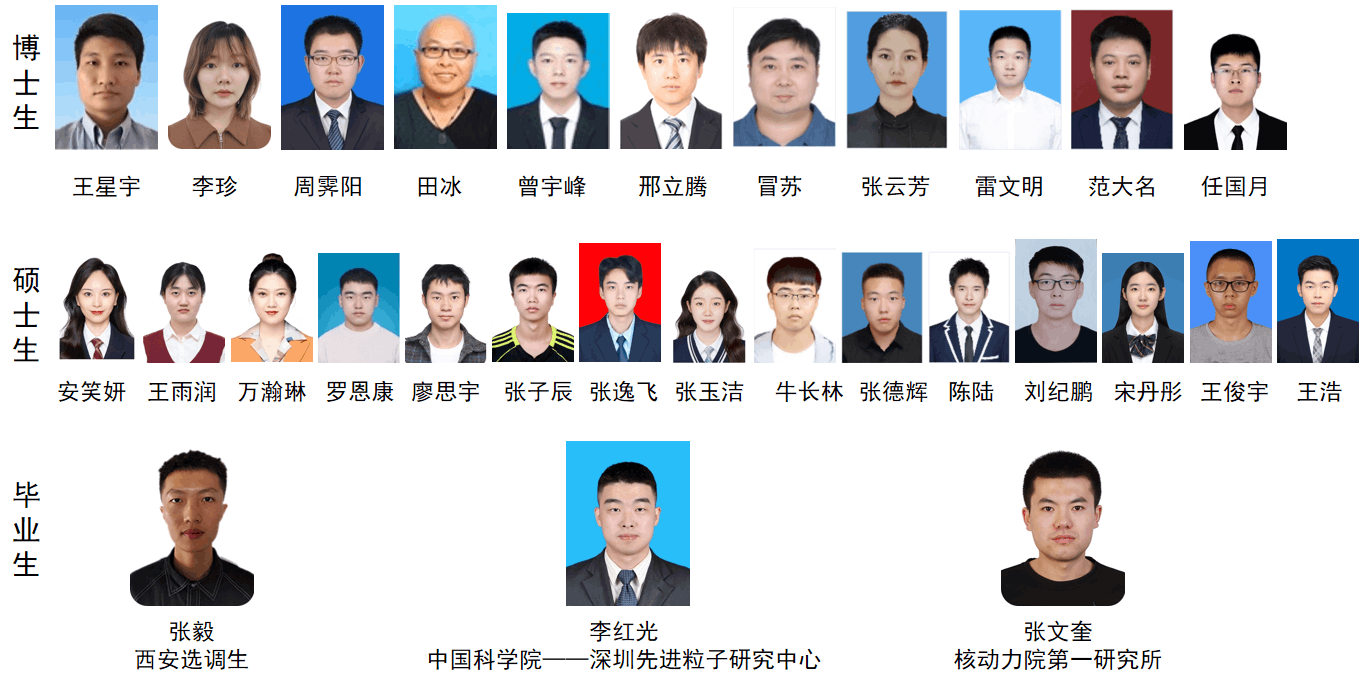 博士生
王星宇 李珍 周霁阳 田冰 曾宇峰 邢立腾 冒苏 张云芳 雷文明 范大名 任国月
硕士生
安笑妍 王雨润 万瀚琳 罗恩康 廖思宇 张子辰 张逸飞 张玉洁 牛长林 张德辉 陈陆 刘纪鹏 宋丹彤 王俊宇 王浩
毕业生
张毅 李红光 张文奎
西安选调生 中国科学院——深圳先进粒子研究中心 核动力院第一研究所